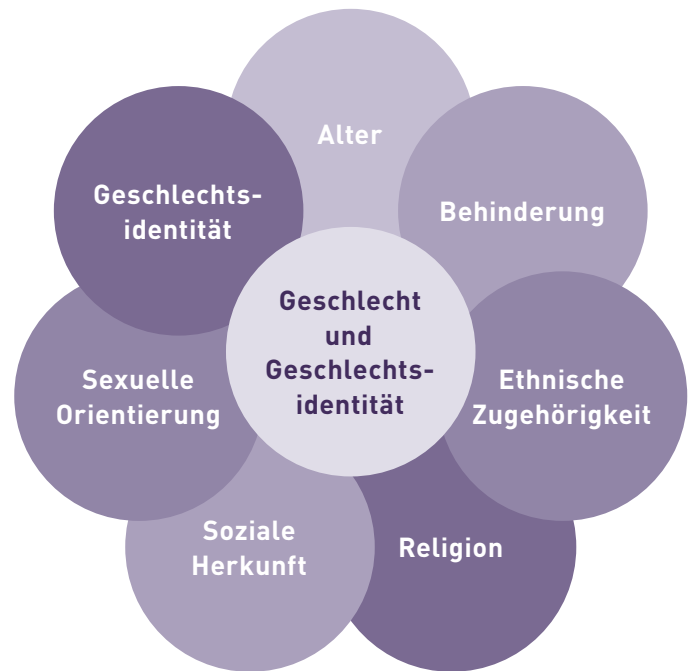 Alter
Geschlechts-
identität
Behinderung
Geschlecht
und
Geschlechts-
identität
Sexuelle
Orientierung
Ethnische
Zugehörigkeit
Soziale
Herkunft
Religion